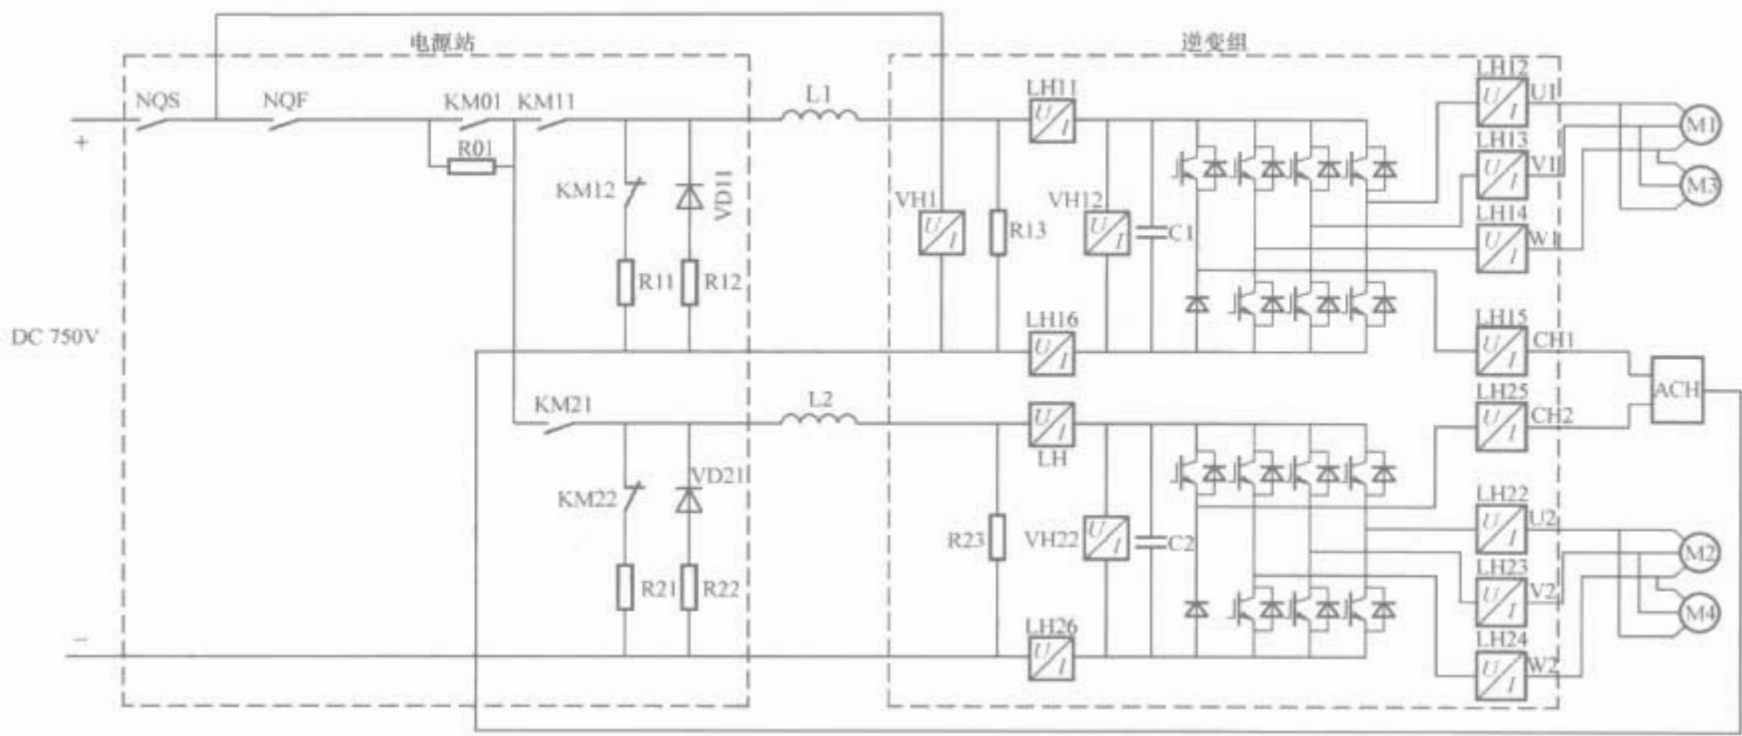 电源站
逆变组
NQS
NQF
KM01
KM11
L1
LH11
LH12
U1
M1
+
R01
LH13
V1
KM12
VD11
VH1
R13
VH12
C1
M3
LH14
W1
R11
R12
DC 750V
LH16
LH15
CH1
ACH
KM21
L2
LH
LH25
CH2
KM22
VD21
LH22
U2
R23
VH22
C2
M2
R21
R22
LH23
V2
M4
−
LH26
LH24
W2
U
I
U
I
U
I
U
I
U
I
U
I
U
I
U
I
U
I
U
I
U
I
U
I
U
I
U
I
U
I